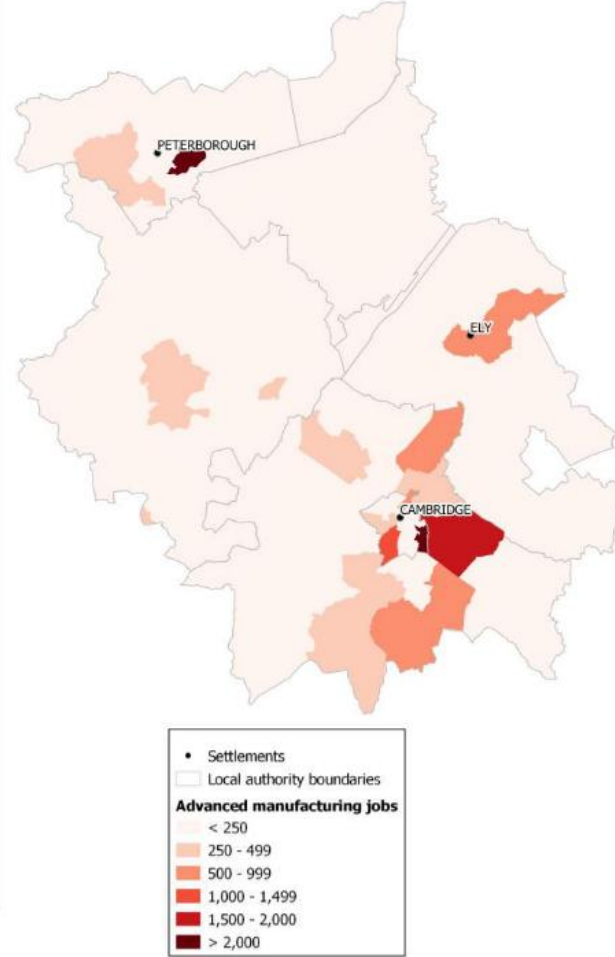 PETERBOROUGH
ELY
CAMBRIDGE
Settlements
Local authority boundaries
Advanced manufacturing jobs
< 250
250 - 499
500 - 999
1,000 - 1,499
1,500 - 2,000
> 2,000